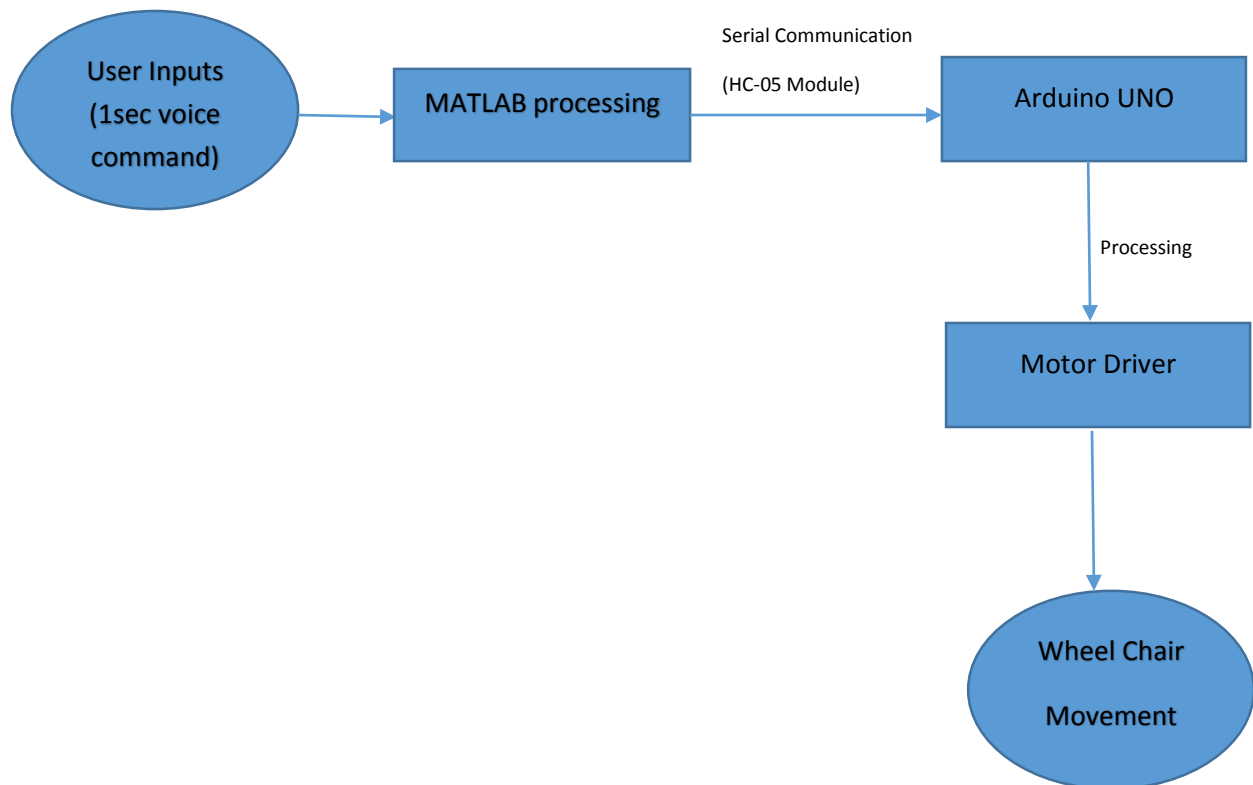 User Inputs
(1sec voice
command)
MATLAB processing
Serial Communication
(HC-05 Module)
Arduino UNO
Processing
Motor Driver
Wheel Chair
Movement